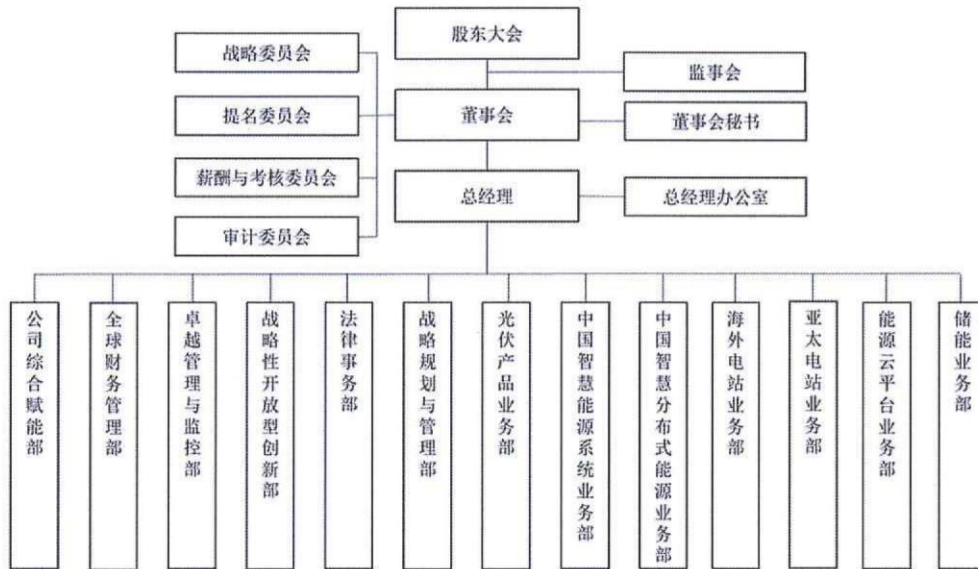 股东大会
战略委员会
监事会
提名委员会
董事会
董事会秘书
薪酬与考核委员会
总经理
总经理办公室
审计委员会
公司综合赋能部
全球财务管理部
卓越管理与监控部
战略性开放型创新部
法律事务部
战略规划与管理部
光伏产品业务部
中国智慧能源系统业务部
中国智慧分布式能源业务部
海外电站业务部
亚太电站业务部
能源云平台业务部
储能业务部